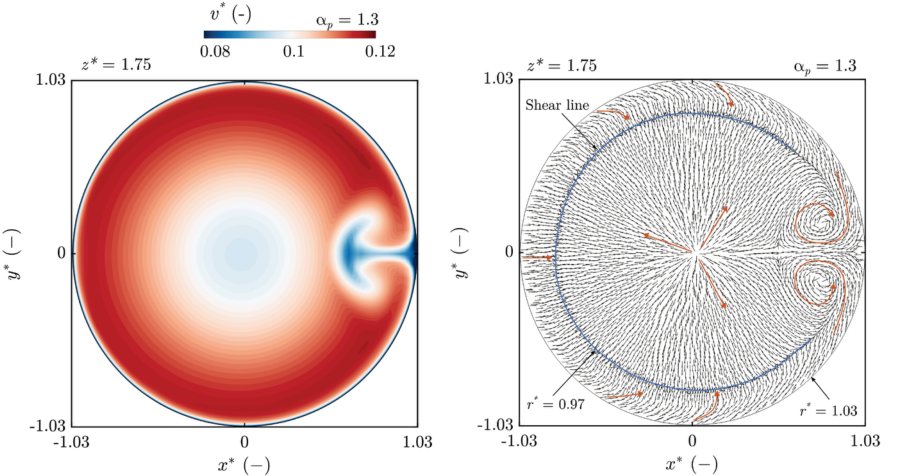 v* (-)
α_p = 1.3
0.08 0.1 0.12
z* = 1.75
1.03
0
-1.03
y* (−)
-1.03 0 1.03
x* (−)
z* = 1.75
α_p = 1.3
1.03
Shear line
0
y* (−)
r* = 0.97
r* = 1.03
-1.03
-1.03 0 1.03
x* (−)